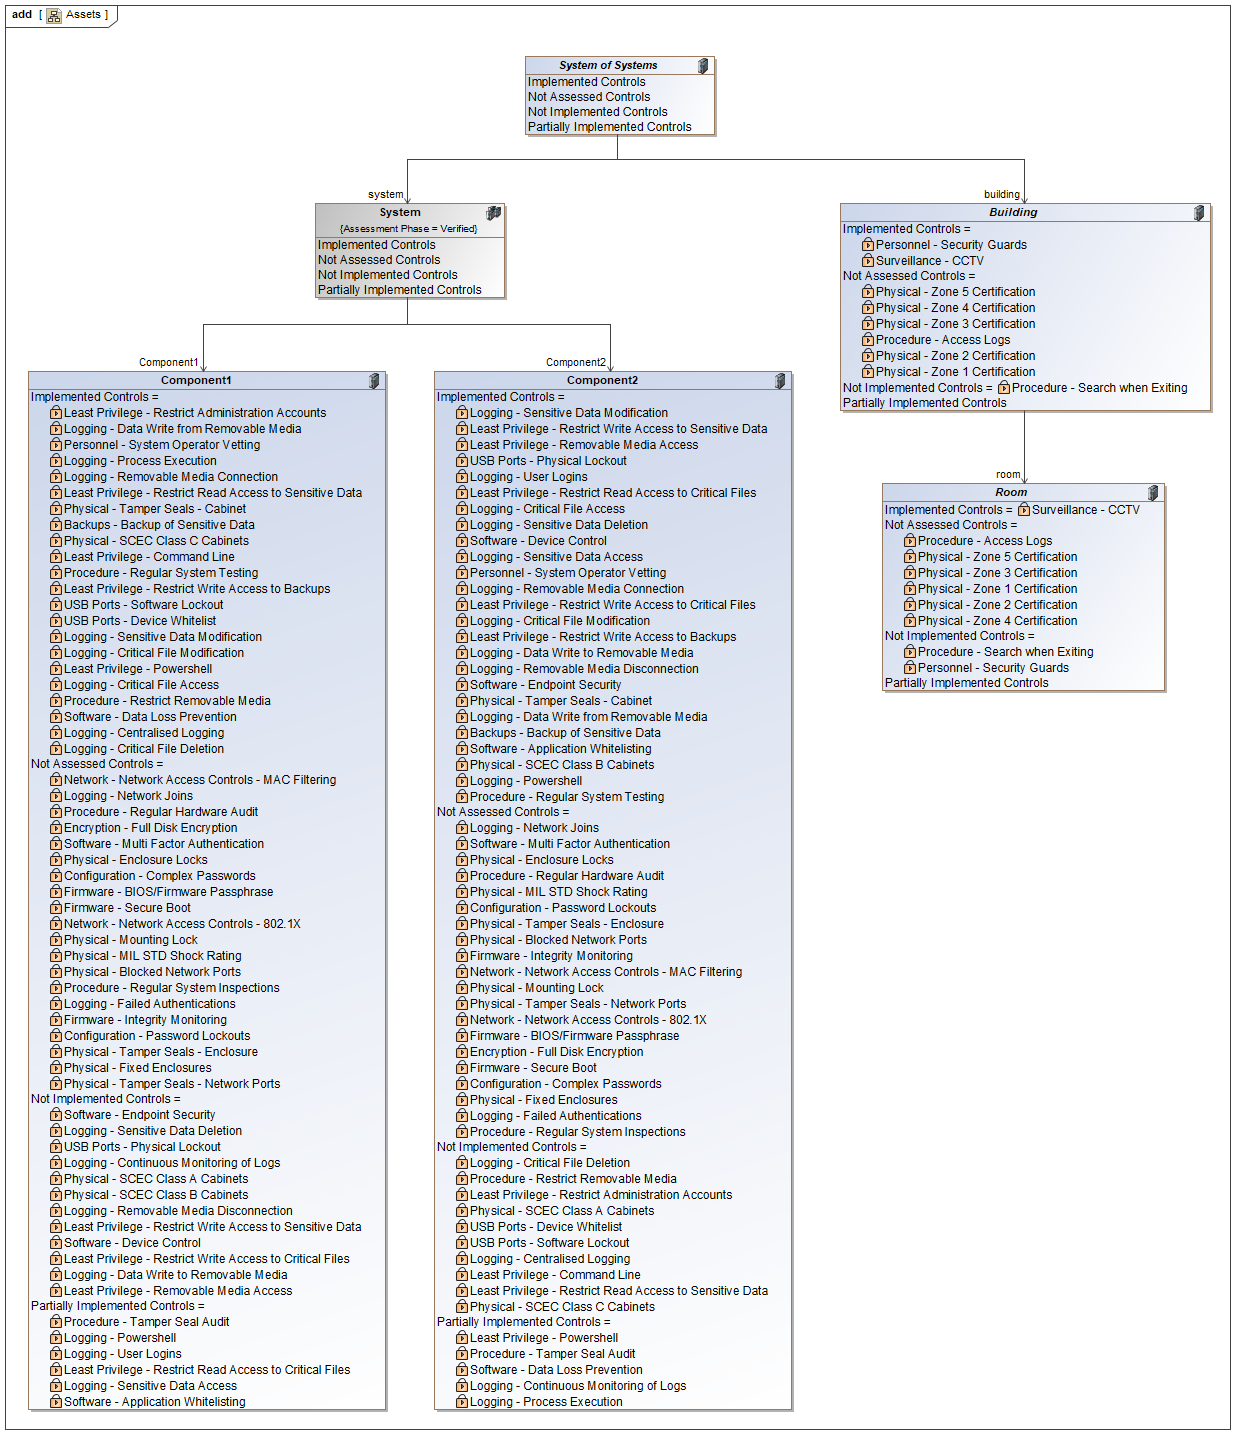 add [ Assets ]
System of Systems
Implemented Controls
Not Assessed Controls
Not Implemented Controls
Partially Implemented Controls
system
System
{Assessment Phase = Verified}
Implemented Controls
Not Assessed Controls
Not Implemented Controls
Partially Implemented Controls
building
Building
Implemented Controls =
Personnel - Security Guards
Surveillance - CCTV
Not Assessed Controls =
Physical - Zone 5 Certification
Physical - Zone 4 Certification
Physical - Zone 3 Certification
Procedure - Access Logs
Physical - Zone 2 Certification
Physical - Zone 1 Certification
Not Implemented Controls = Procedure - Search when Exiting
Partially Implemented Controls
room
Room
Implemented Controls = Surveillance - CCTV
Not Assessed Controls =
Procedure - Access Logs
Physical - Zone 5 Certification
Physical - Zone 3 Certification
Physical - Zone 1 Certification
Physical - Zone 2 Certification
Physical - Zone 4 Certification
Not Implemented Controls =
Procedure - Search when Exiting
Personnel - Security Guards
Partially Implemented Controls
Component1
Component1
Implemented Controls =
Least Privilege - Restrict Administration Accounts
Logging - Data Write from Removable Media
Personnel - System Operator Vetting
Logging - Process Execution
Logging - Removable Media Connection
Least Privilege - Restrict Read Access to Sensitive Data
Physical - Tamper Seals - Cabinet
Backups - Backup of Sensitive Data
Physical - SCEC Class C Cabinets
Least Privilege - Command Line
Procedure - Regular System Testing
Least Privilege - Restrict Write Access to Backups
USB Ports - Software Lockout
USB Ports - Device Whitelist
Logging - Sensitive Data Modification
Logging - Critical File Modification
Least Privilege - Powershell
Logging - Critical File Access
Procedure - Restrict Removable Media
Software - Data Loss Prevention
Logging - Centralised Logging
Logging - Critical File Deletion
Not Assessed Controls =
Network - Network Access Controls - MAC Filtering
Logging - Network Joins
Procedure - Regular Hardware Audit
Encryption - Full Disk Encryption
Software - Multi Factor Authentication
Physical - Enclosure Locks
Configuration - Complex Passwords
Firmware - BIOS/Firmware Passphrase
Firmware - Secure Boot
Network - Network Access Controls - 802.1X
Physical - Mounting Lock
Physical - MIL STD Shock Rating
Physical - Blocked Network Ports
Procedure - Regular System Inspections
Logging - Failed Authentications
Firmware - Integrity Monitoring
Configuration - Password Lockouts
Physical - Tamper Seals - Enclosure
Physical - Fixed Enclosures
Physical - Tamper Seals - Network Ports
Not Implemented Controls =
Software - Endpoint Security
Logging - Sensitive Data Deletion
USB Ports - Physical Lockout
Logging - Continuous Monitoring of Logs
Physical - SCEC Class A Cabinets
Physical - SCEC Class B Cabinets
Logging - Removable Media Disconnection
Least Privilege - Restrict Write Access to Sensitive Data
Software - Device Control
Least Privilege - Restrict Write Access to Critical Files
Logging - Data Write to Removable Media
Least Privilege - Removable Media Access
Partially Implemented Controls =
Procedure - Tamper Seal Audit
Logging - Powershell
Logging - User Logins
Least Privilege - Restrict Read Access to Critical Files
Logging - Sensitive Data Access
Software - Application Whitelisting
Component2
Component2
Implemented Controls =
Logging - Sensitive Data Modification
Least Privilege - Restrict Write Access to Sensitive Data
Least Privilege - Removable Media Access
USB Ports - Physical Lockout
Logging - User Logins
Least Privilege - Restrict Read Access to Critical Files
Logging - Critical File Access
Logging - Sensitive Data Deletion
Software - Device Control
Logging - Sensitive Data Access
Personnel - System Operator Vetting
Logging - Removable Media Connection
Least Privilege - Restrict Write Access to Critical Files
Logging - Critical File Modification
Least Privilege - Restrict Write Access to Backups
Logging - Data Write to Removable Media
Logging - Removable Media Disconnection
Software - Endpoint Security
Physical - Tamper Seals - Cabinet
Logging - Data Write from Removable Media
Backups - Backup of Sensitive Data
Software - Application Whitelisting
Physical - SCEC Class B Cabinets
Logging - Powershell
Procedure - Regular System Testing
Not Assessed Controls =
Logging - Network Joins
Software - Multi Factor Authentication
Physical - Enclosure Locks
Procedure - Regular Hardware Audit
Physical - MIL STD Shock Rating
Configuration - Password Lockouts
Physical - Tamper Seals - Enclosure
Physical - Blocked Network Ports
Firmware - Integrity Monitoring
Network - Network Access Controls - MAC Filtering
Physical - Mounting Lock
Physical - Tamper Seals - Network Ports
Network - Network Access Controls - 802.1X
Firmware - BIOS/Firmware Passphrase
Encryption - Full Disk Encryption
Firmware - Secure Boot
Configuration - Complex Passwords
Physical - Fixed Enclosures
Logging - Failed Authentications
Procedure - Regular System Inspections
Not Implemented Controls =
Logging - Critical File Deletion
Procedure - Restrict Removable Media
Least Privilege - Restrict Administration Accounts
Physical - SCEC Class A Cabinets
USB Ports - Device Whitelist
USB Ports - Software Lockout
Logging - Centralised Logging
Least Privilege - Command Line
Least Privilege - Restrict Read Access to Sensitive Data
Physical - SCEC Class C Cabinets
Partially Implemented Controls =
Least Privilege - Powershell
Procedure - Tamper Seal Audit
Software - Data Loss Prevention
Logging - Continuous Monitoring of Logs
Logging - Process Execution